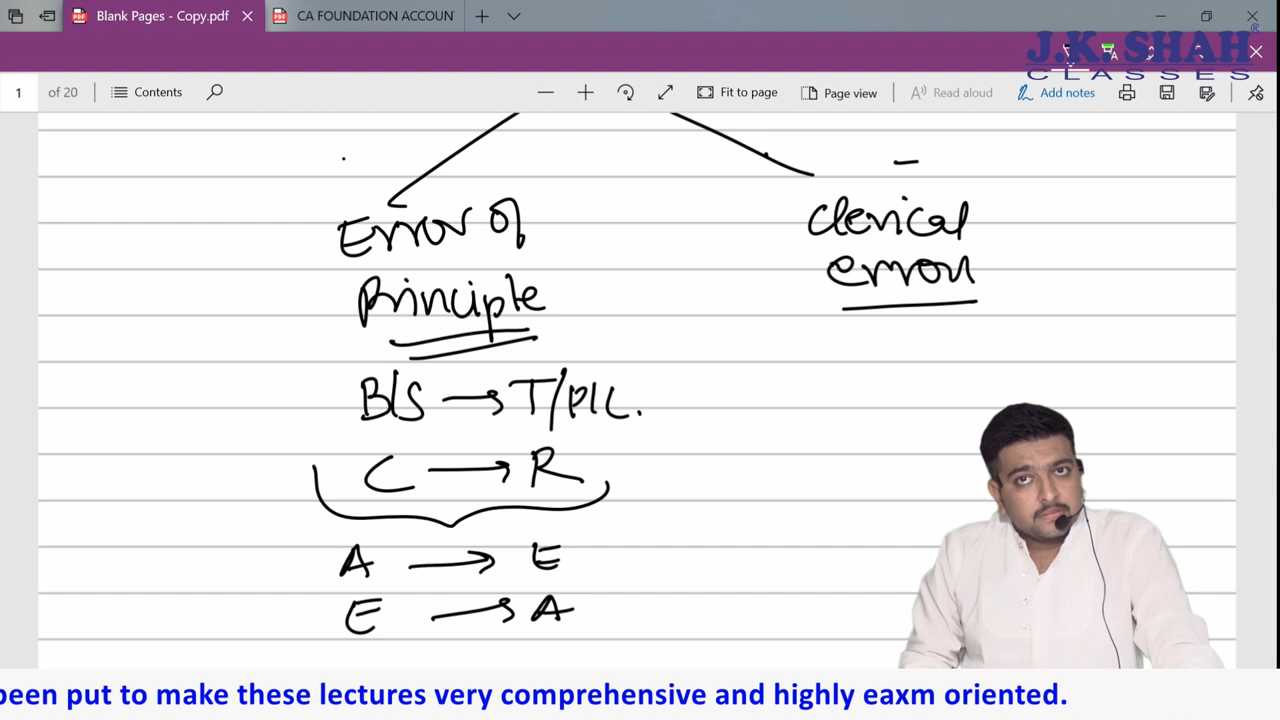 Blank Pages - Copy.pdf
CA FOUNDATION ACCOUN
J.K. SHAH®
CLASSES
1 of 20
Contents
Fit to page
Page view
Read aloud
Add notes
Error of
Principle
Clerical
error
B/S → T/P/L.
C → R
A → E
E → A
been put to make these lectures very comprehensive and highly eaxm oriented.